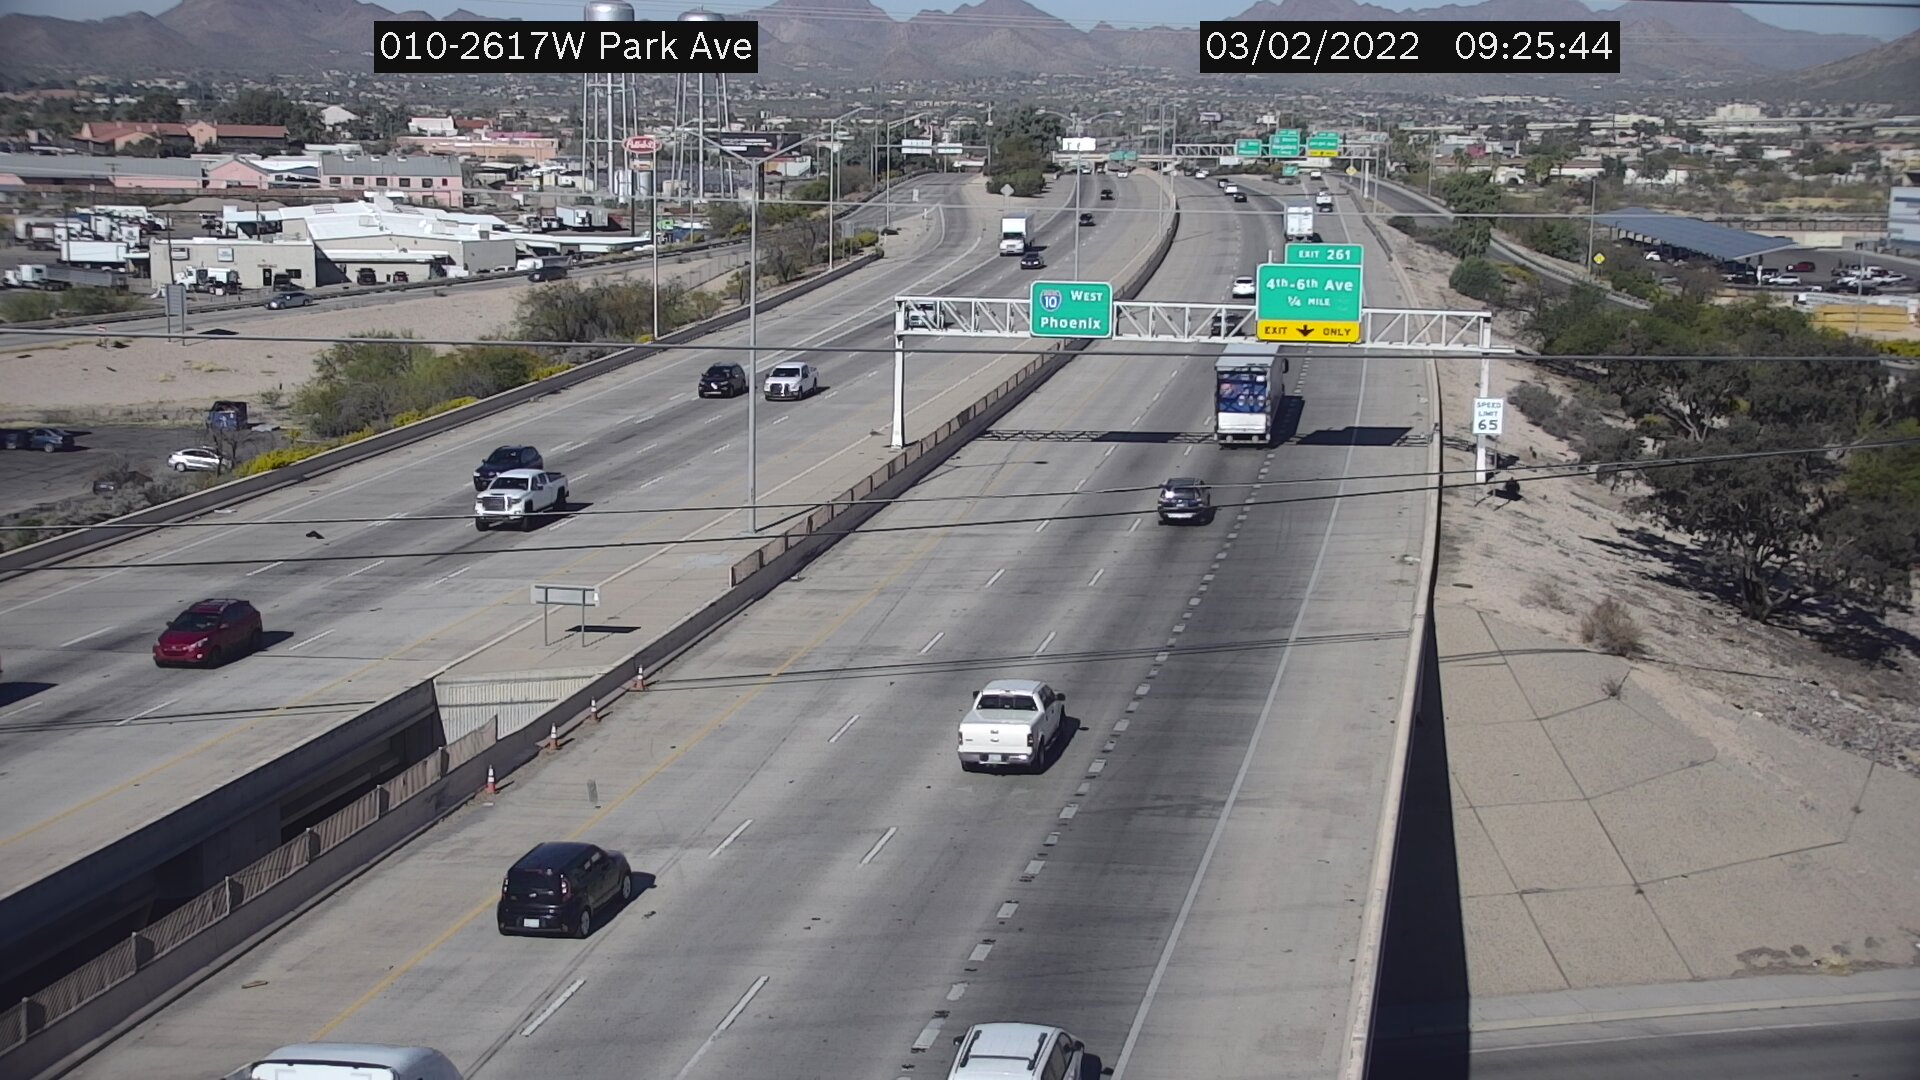 010-2617W Park Ave
03/02/2022 09:25:44
EXIT 261
WEST
10
Phoenix
4th-6th Ave
3/4 MILE
EXIT ONLY
SPEED
LIMIT
65